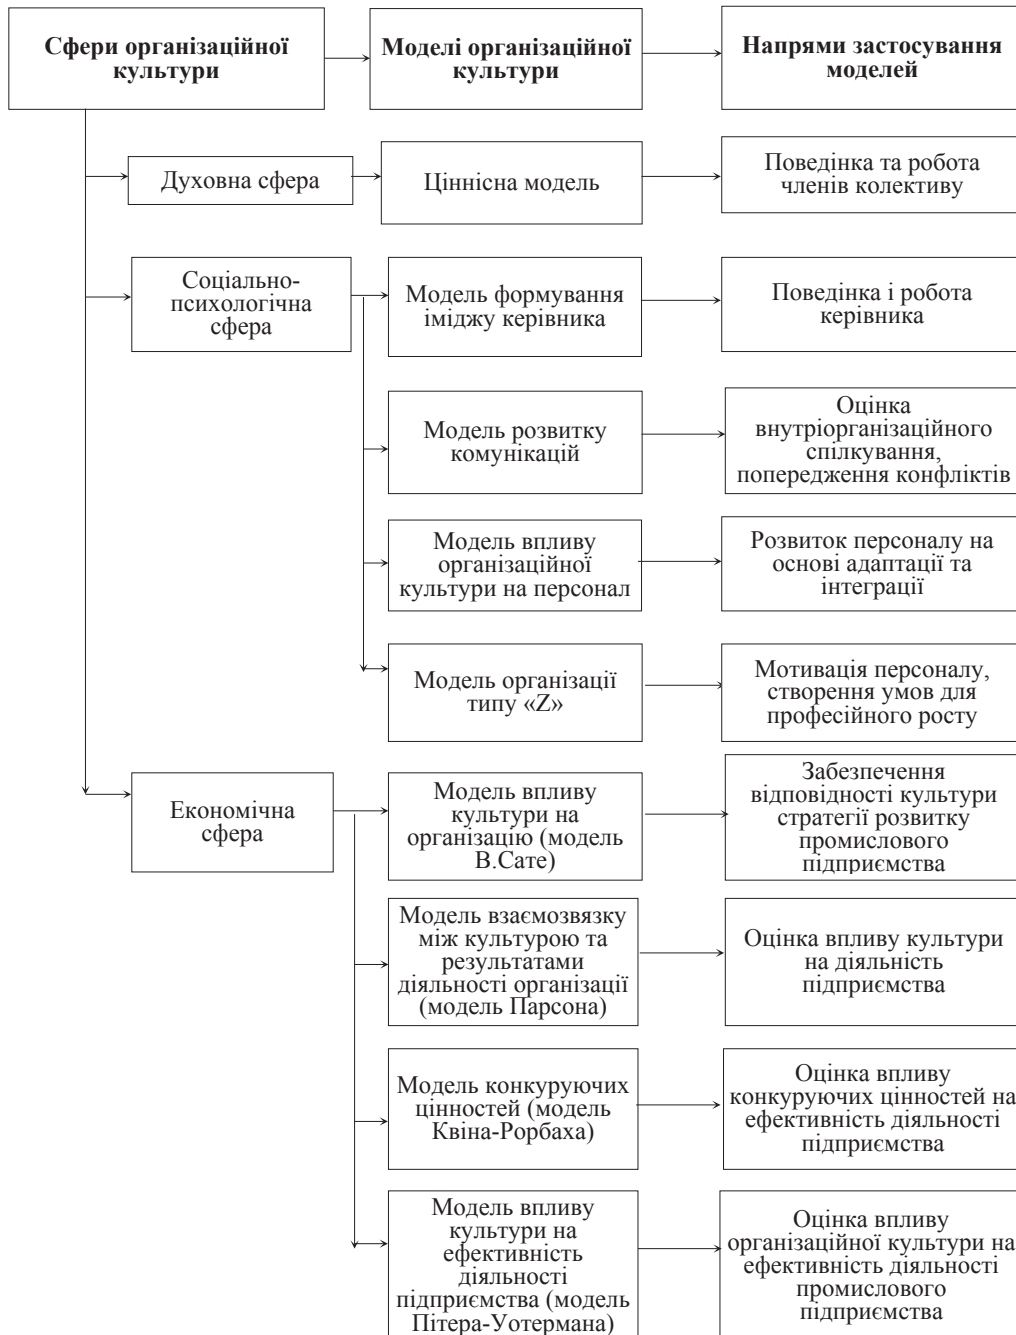 Сфери організаційної
культури
Моделі організаційної
культури
Напрями застосування
моделей
Духовна сфера
Ціннісна модель
Поведінка та робота
членів колективу
Соціально-
психологічна
сфера
Модель формування
іміджу керівника
Поведінка і робота
керівника
Модель розвитку
комунікацій
Оцінка
внутріорганізаційного
спілкування,
попередження конфліктів
Модель впливу
організаційної
культури на персонал
Розвиток персоналу на
основі адаптації та
інтеграції
Модель організації
типу «Z»
Мотивація персоналу,
створення умов для
професійного росту
Економічна
сфера
Модель впливу
культури на
організацію (модель
В.Сате)
Забезпечення
відповідності культури
стратегії розвитку
промислового
підприємства
Модель взаємозвязку
між культурою та
результатами
діяльності організації
(модель Парсона)
Оцінка впливу культури
на діяльність
підприємства
Модель конкуруючих
цінностей (модель
Квіна-Рорбаха)
Оцінка впливу
конкуруючих цінностей на
ефективність діяльності
підприємства
Модель впливу
культури на
ефективність
діяльності
підприємства (модель
Пітера-Уотермана)
Оцінка впливу
організаційної культури на
ефективність діяльності
промислового
підприємства